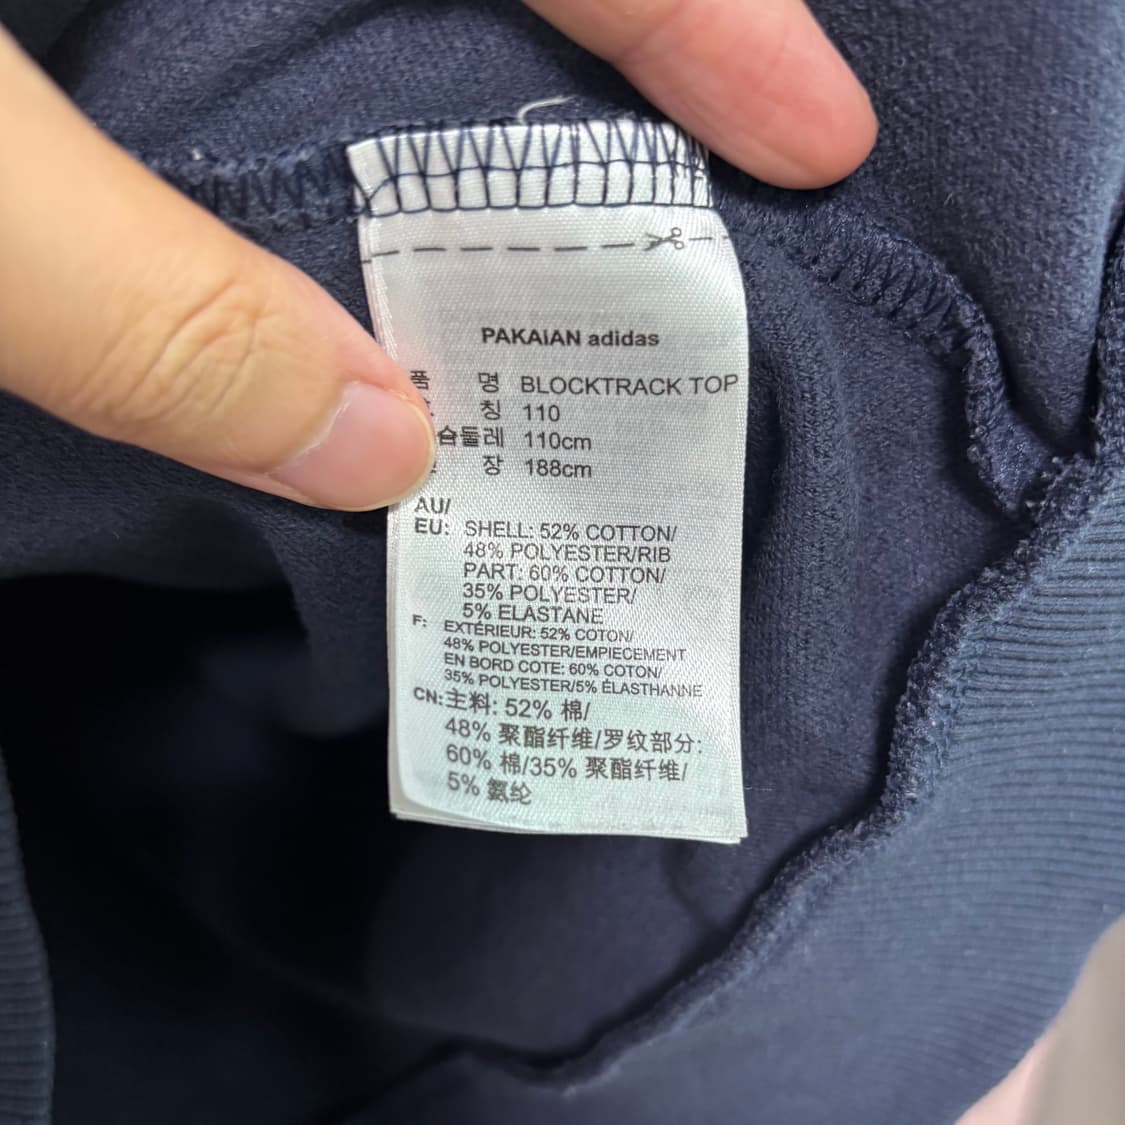 PAKAiAN adidas
품 명 BLOCKTRACK TOP
칭 110
슴둘레 110cm
장 188cm
AU/
EU: SHELL: 52% COTTON/
48% POLYESTER/RIB
PART: 60% COTTON/
35% POLYESTER/
5% ELASTANE
F: EXTÉRIEUR: 52% COTON/
48% POLYESTER/EMPIECEMENT
EN BORD COTE: 60% COTON/
35% POLYESTER/5% ÉLASTHANNE
CN: 主料: 52% 棉/
48% 聚酯纤维/罗纹部分:
60% 棉/35% 聚酯纤维/
5% 氨纶